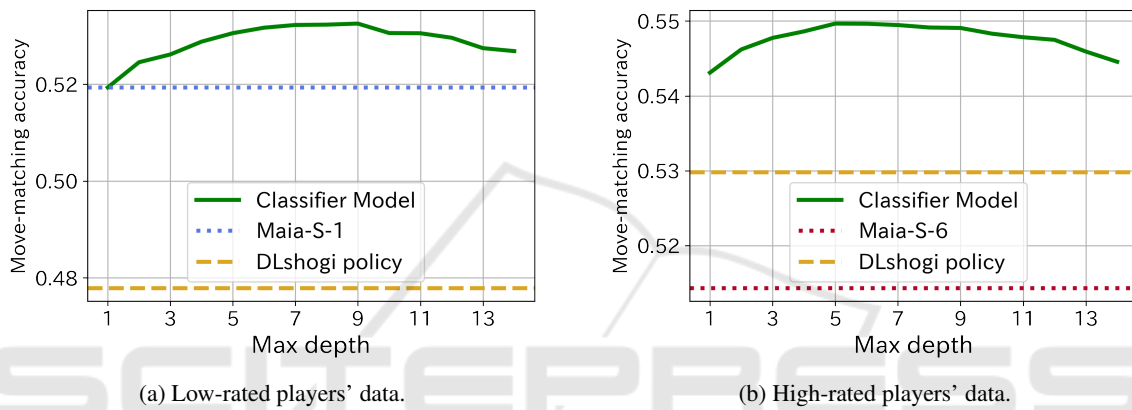 Move-matching accuracy
0.52
0.50
0.48
Classifier Model
Maia-S-1
DLshogi policy
1 3 5 7 9 11 13
Max depth
(a) Low-rated players’ data.
Move-matching accuracy
0.55
0.54
0.53
0.52
Classifier Model
Maia-S-6
DLshogi policy
1 3 5 7 9 11 13
Max depth
(b) High-rated players’ data.
SCITEPRESS